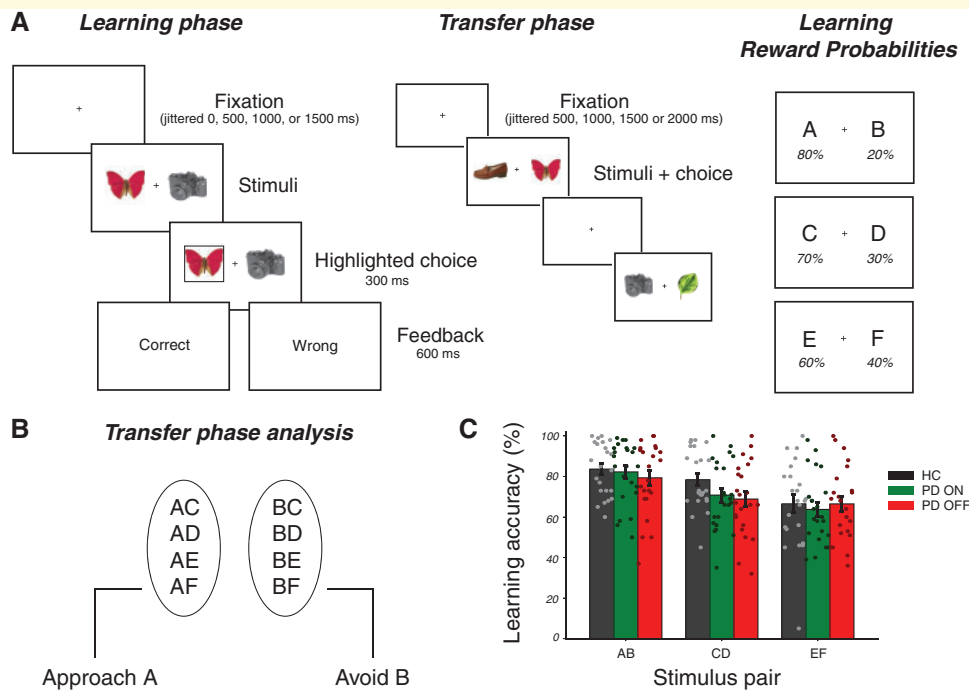 A
Learning phase
Transfer phase
Learning
Reward Probabilities
+
Fixation
(jittered 0, 500, 1000, or 1500 ms)
+
Stimuli
+
Highlighted choice
300 ms
Correct
Wrong
Feedback
600 ms
+
Fixation
(jittered 500, 1000, 1500 or 2000 ms)
+
Stimuli + choice
+
+
A + B
80% 20%
C + D
70% 30%
E + F
60% 40%
B
Transfer phase analysis
AC
AD
AE
AF
BC
BD
BE
BF
Approach A
Avoid B
C
Learning accuracy (%)
100
80
60
40
20
0
AB CD EF
Stimulus pair
HC
PD ON
PD OFF